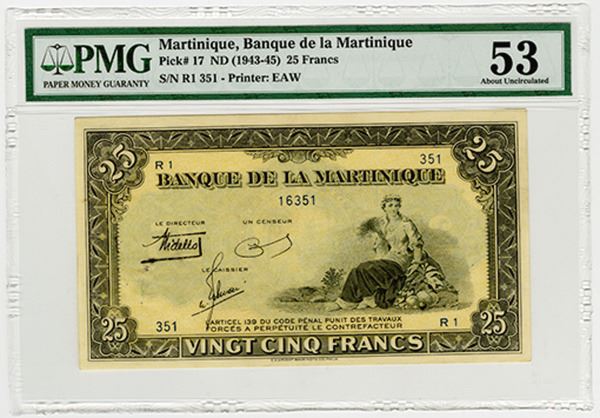 PMG
PAPER MONEY GUARANTY
Martinique, Banque de la Martinique
Pick# 17 ND (1943-45) 25 Francs
S/N R1 351 - Printer: EAW
53
About Uncirculated
25
25
R 1
351
BANQUE DE LA MARTINIQUE
16351
LE DIRECTEUR
UN CENSEUR
LE CAISSIER
L'ARTICEL 139 DU CODE PÉNAL PUNIT DES TRAVAUX
FORCÉS A PERPÉTUITÉ LE CONTREFACTEUR
351
R 1
25
25
VINGT CINQ FRANCS